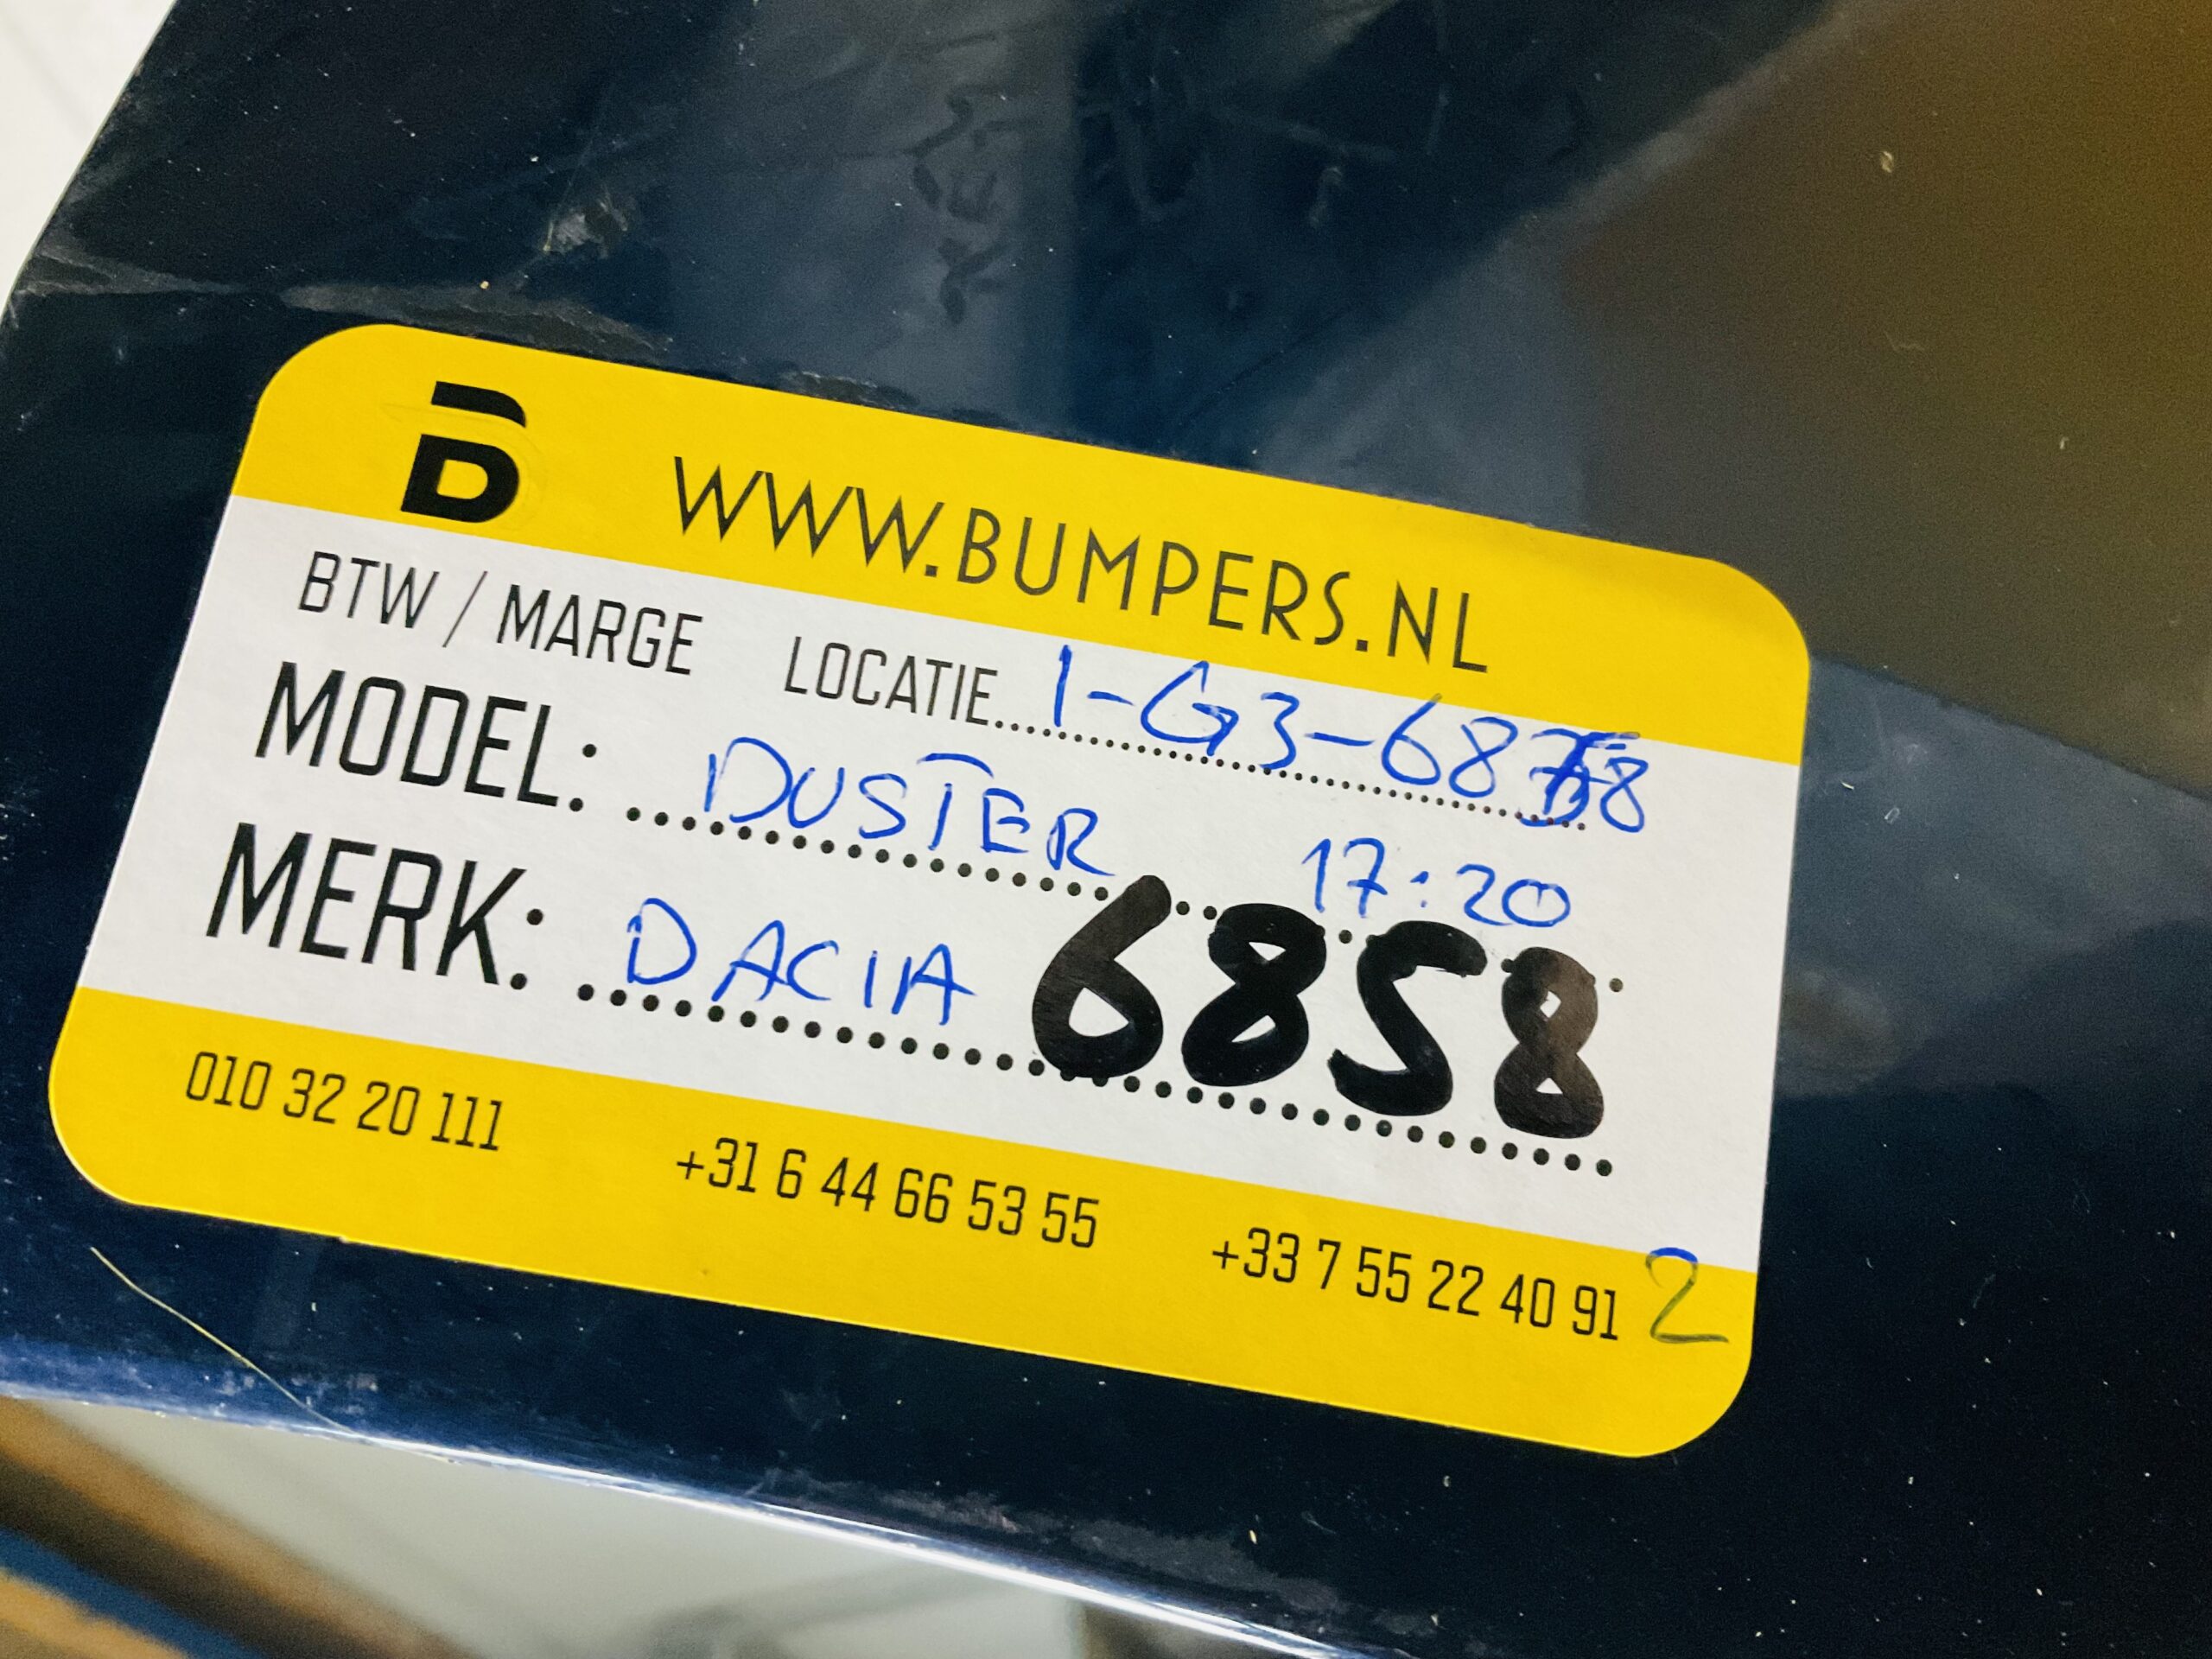 B WWW.BUMPERS.NL
BTW / MARGE LOCATIE... 1-G3-6858
MODEL: DUSTER 17:20
MERK: DACIA 6858
010 32 20 111 +31 6 44 66 53 55 +33 7 55 22 40 91 2